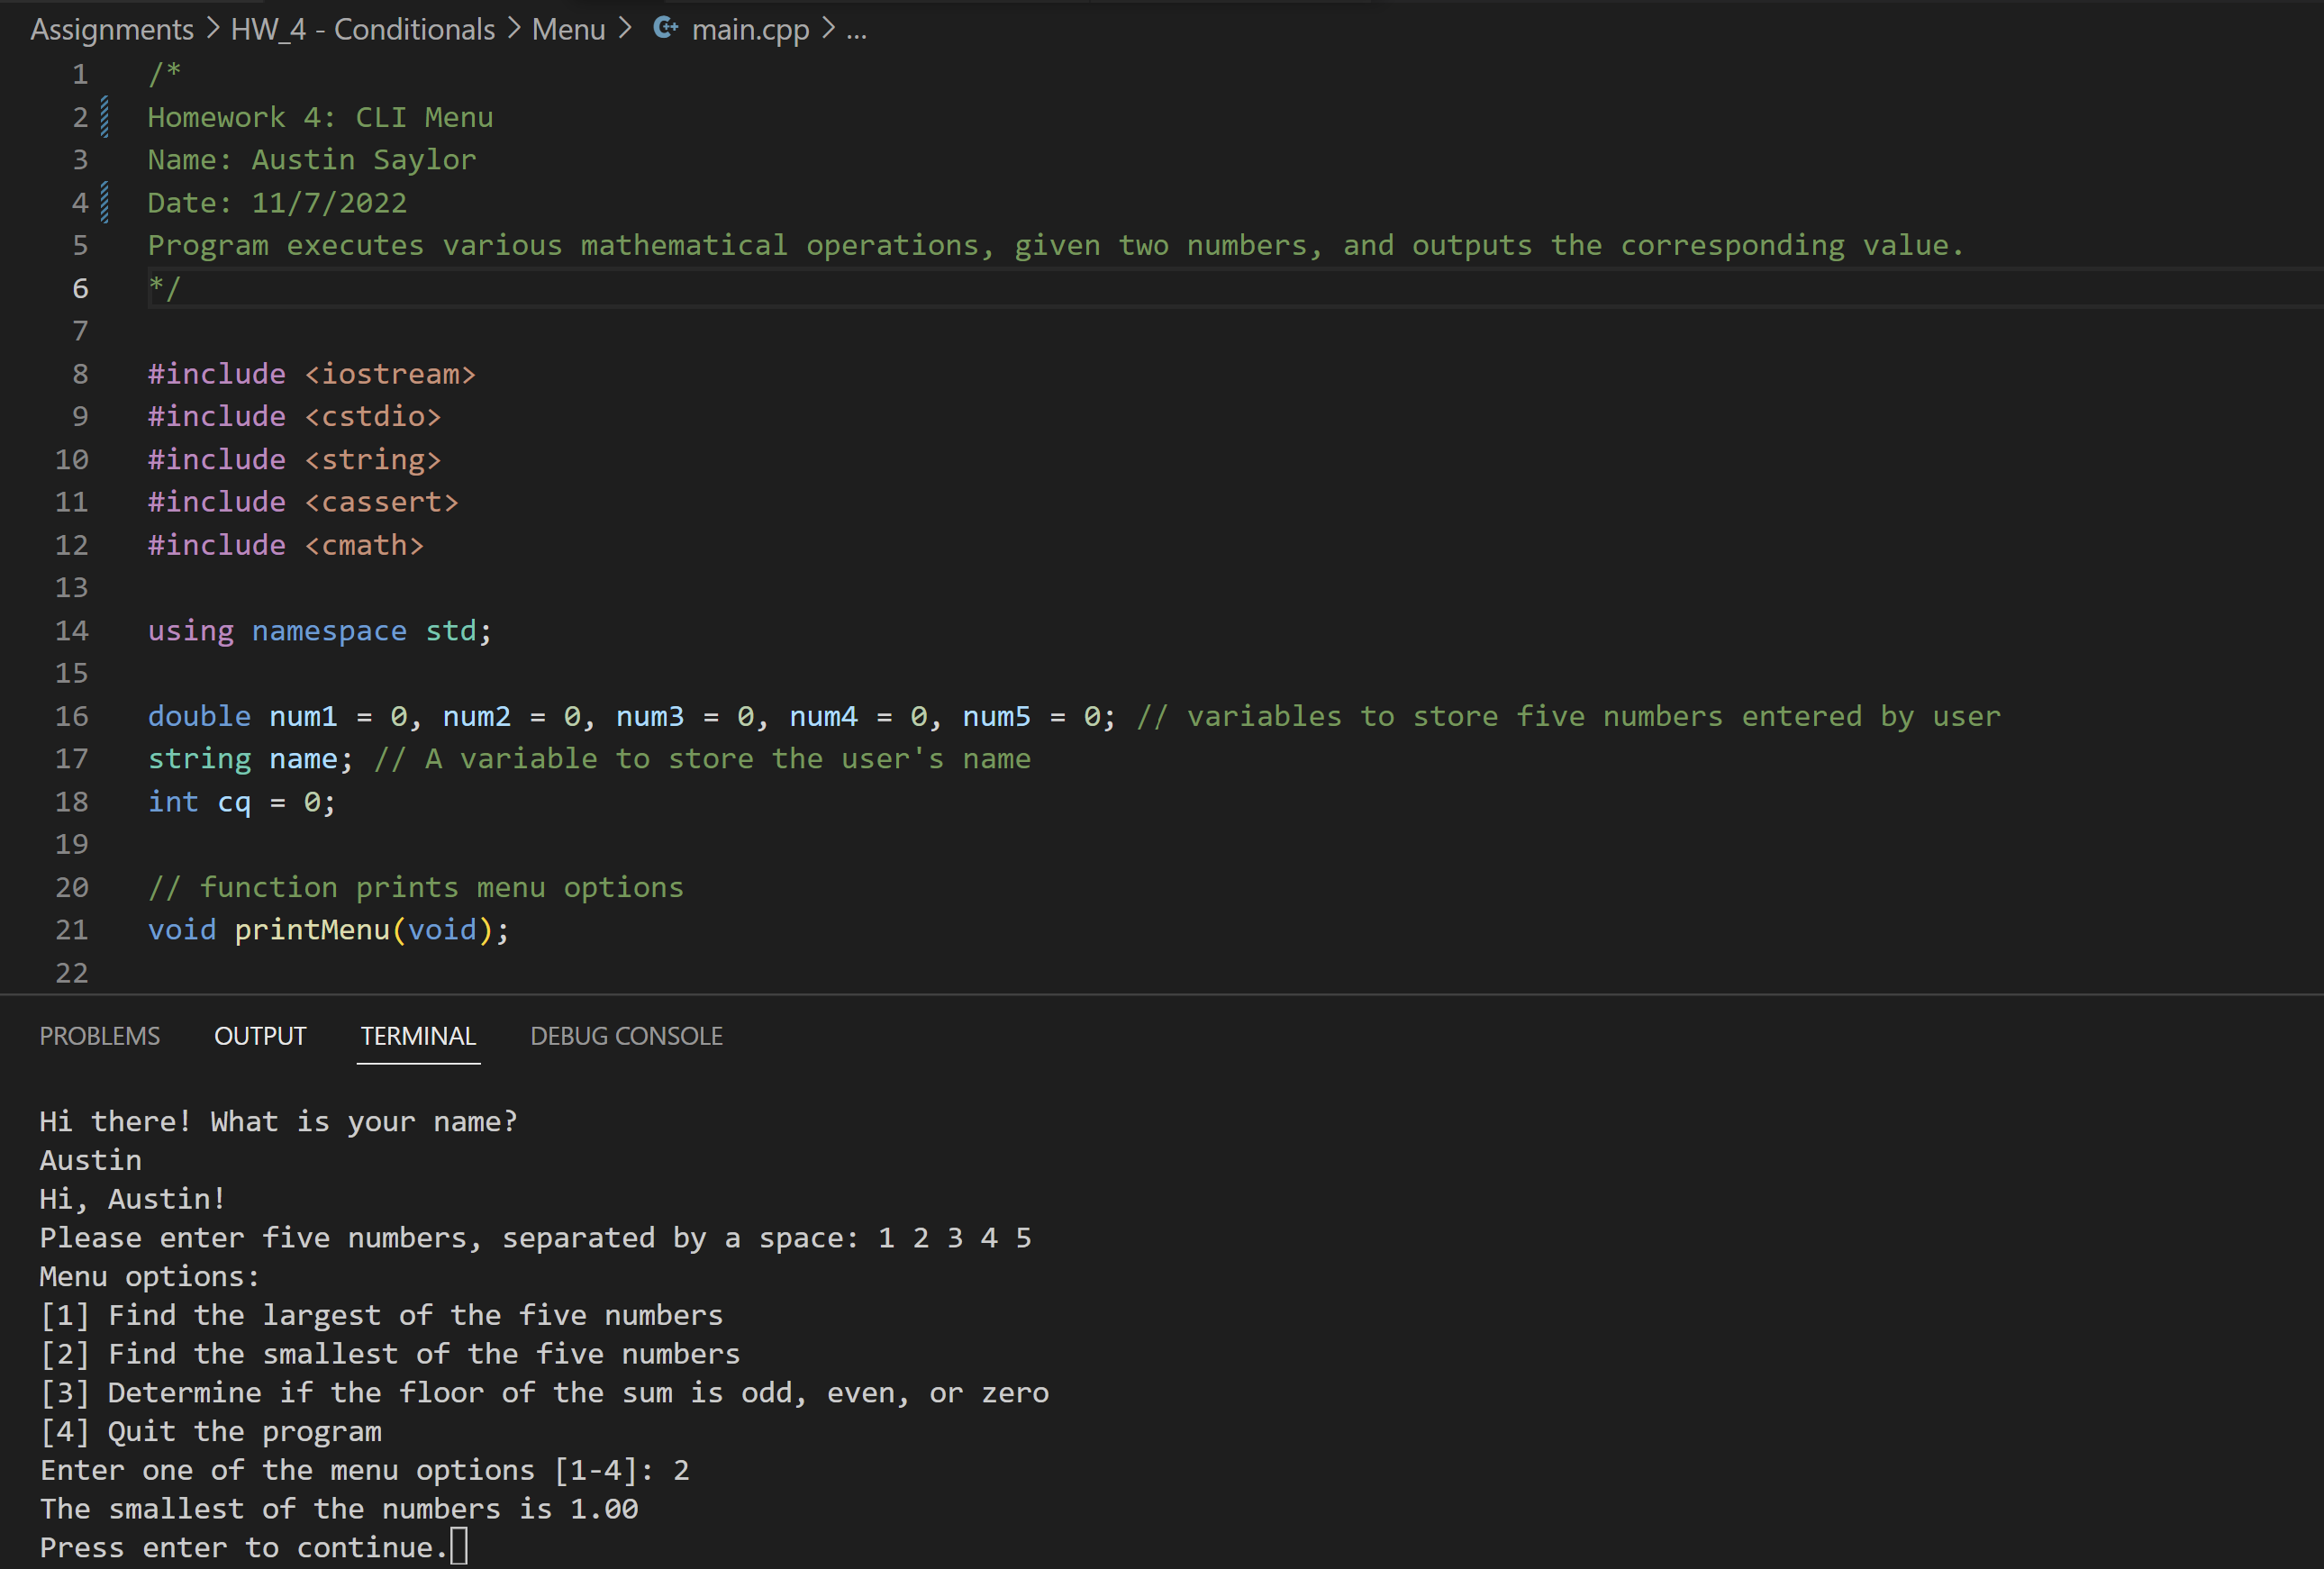 Assignments > HW_4 - Conditionals > Menu > main.cpp > ...
1 /*
2 Homework 4: CLI Menu
3 Name: Austin Saylor
4 Date: 11/7/2022
5 Program executes various mathematical operations, given two numbers, and outputs the corresponding value.
6 */
7
8 #include <iostream>
9 #include <cstdio>
10 #include <string>
11 #include <cassert>
12 #include <cmath>
13
14 using namespace std;
15
16 double num1 = 0, num2 = 0, num3 = 0, num4 = 0, num5 = 0; // variables to store five numbers entered by user
17 string name; // A variable to store the user's name
18 int cq = 0;
19
20 // function prints menu options
21 void printMenu(void);
22
PROBLEMS OUTPUT TERMINAL DEBUG CONSOLE
Hi there! What is your name?
Austin
Hi, Austin!
Please enter five numbers, separated by a space: 1 2 3 4 5
Menu options:
[1] Find the largest of the five numbers
[2] Find the smallest of the five numbers
[3] Determine if the floor of the sum is odd, even, or zero
[4] Quit the program
Enter one of the menu options [1-4]: 2
The smallest of the numbers is 1.00
Press enter to continue.